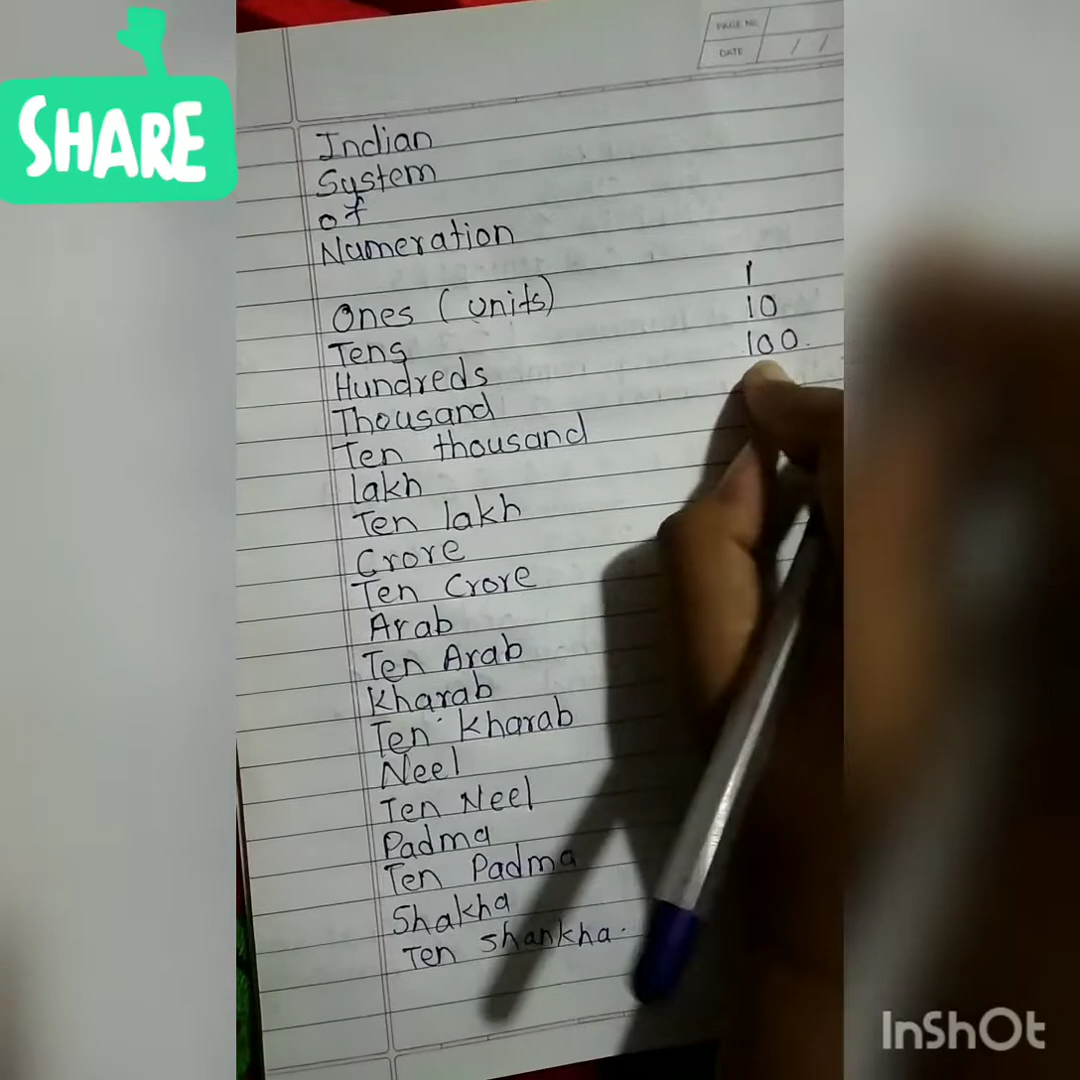 SHARE
PAGE NO.
DATE / /
Indian
System
of
Numeration
Ones (units) 1
Tens 10
Hundreds 100.
Thousand
Ten thousand
lakh
Ten lakh
Crore
Ten Crore
Arab
Ten Arab
Kharab
Ten Kharab
Neel
Ten Neel
Padma
Ten Padma
Shakha
Ten Shankha.
InShOt